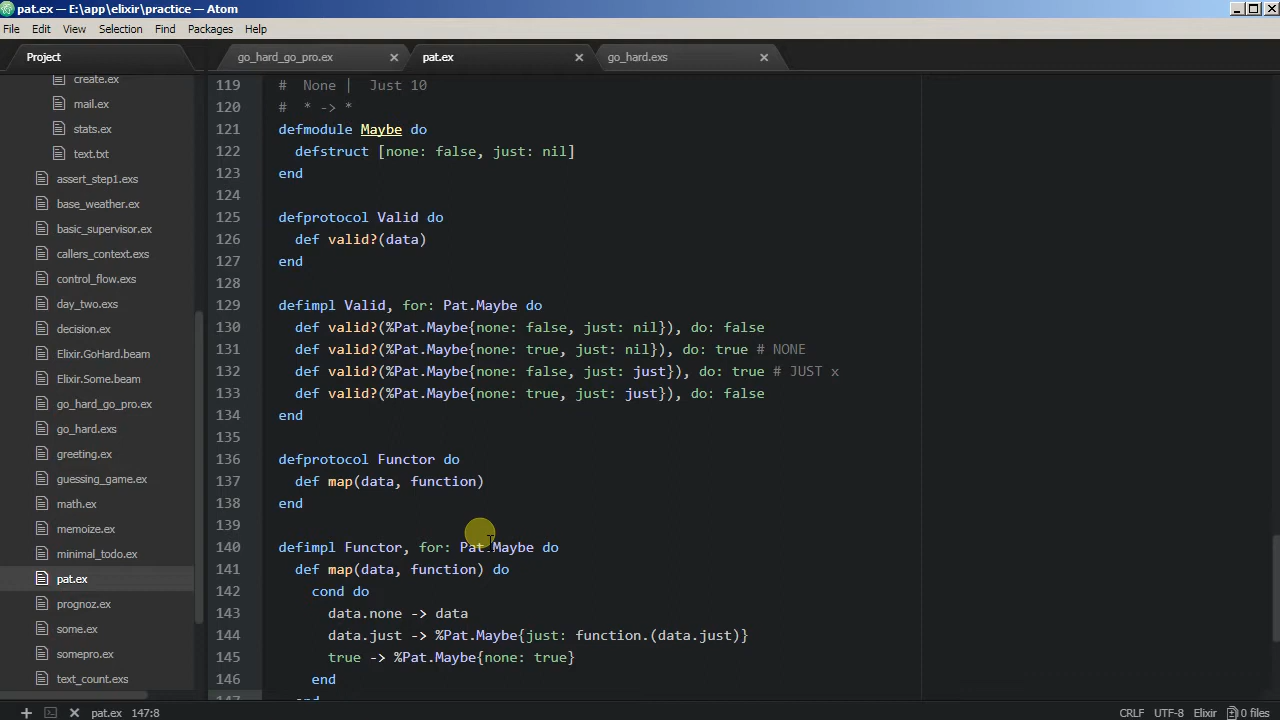 pat.ex — E:\app\elixir\practice — Atom
File Edit View Selection Find Packages Help
Project
go_hard_go_pro.ex
pat.ex
go_hard.exs
create.ex
mail.ex
stats.ex
text.txt
assert_step1.exs
base_weather.ex
basic_supervisor.ex
callers_context.exs
control_flow.exs
day_two.exs
decision.ex
Elixir.GoHard.beam
Elixir.Some.beam
go_hard_go_pro.ex
go_hard.exs
greeting.ex
guessing_game.ex
math.ex
memoize.ex
minimal_todo.ex
pat.ex
prognoz.ex
some.ex
somepro.ex
text_count.exs
119 #  None |  Just 10
120 #  * -> *
121 defmodule Maybe do
122   defstruct [none: false, just: nil]
123 end
124
125 defprotocol Valid do
126   def valid?(data)
127 end
128
129 defimpl Valid, for: Pat.Maybe do
130   def valid?(%Pat.Maybe{none: false, just: nil}), do: false
131   def valid?(%Pat.Maybe{none: true, just: nil}), do: true # NONE
132   def valid?(%Pat.Maybe{none: false, just: just}), do: true # JUST x
133   def valid?(%Pat.Maybe{none: true, just: just}), do: false
134 end
135
136 defprotocol Functor do
137   def map(data, function)
138 end
139
140 defimpl Functor, for: Pat.Maybe do
141   def map(data, function) do
142     cond do
143       data.none -> data
144       data.just -> %Pat.Maybe{just: function.(data.just)}
145       true -> %Pat.Maybe{none: true}
146     end
147   end
pat.ex 147:8
CRLF UTF-8 Elixir 0 files